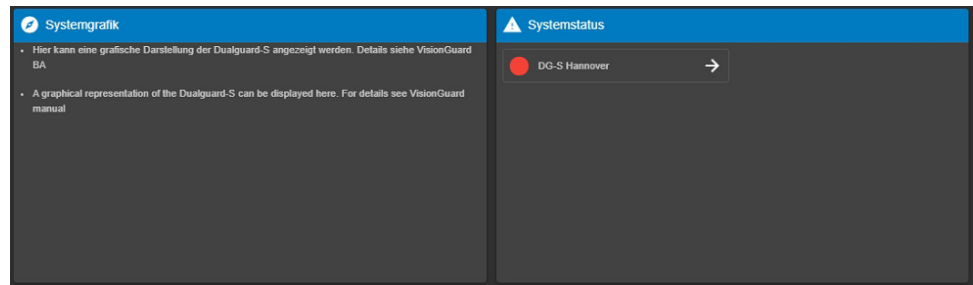 Systemgrafik
• Hier kann eine grafische Darstellung der Dualguard-S angezeigt werden. Details siehe VisionGuard
BA
• A graphical representation of the Dualguard-S can be displayed here. For details see VisionGuard
manual
Systemstatus
DG-S Hannover